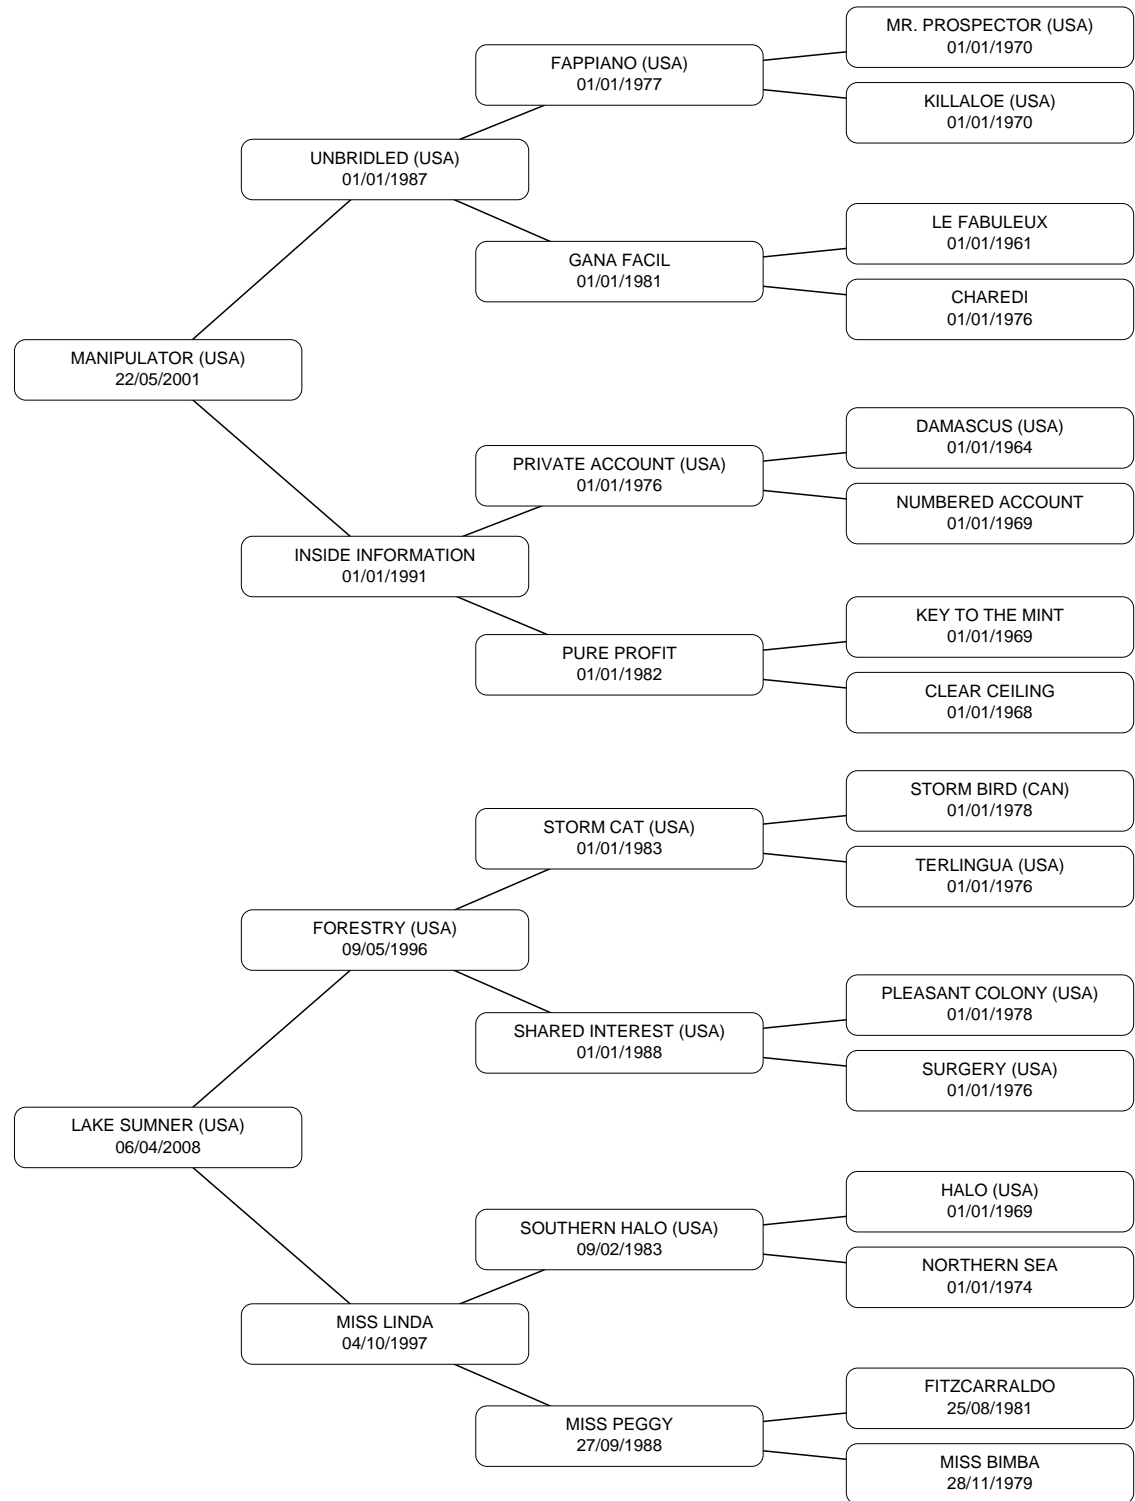 MR. PROSPECTOR (USA)
01/01/1970
FAPPIANO (USA)
01/01/1977
KILLALOE (USA)
01/01/1970
UNBRIDLED (USA)
01/01/1987
LE FABULEUX
01/01/1961
GANA FACIL
01/01/1981
CHAREDI
01/01/1976
MANIPULATOR (USA)
22/05/2001
DAMASCUS (USA)
01/01/1964
PRIVATE ACCOUNT (USA)
01/01/1976
NUMBERED ACCOUNT
01/01/1969
INSIDE INFORMATION
01/01/1991
KEY TO THE MINT
01/01/1969
PURE PROFIT
01/01/1982
CLEAR CEILING
01/01/1968
STORM BIRD (CAN)
01/01/1978
STORM CAT (USA)
01/01/1983
TERLINGUA (USA)
01/01/1976
FORESTRY (USA)
09/05/1996
PLEASANT COLONY (USA)
01/01/1978
SHARED INTEREST (USA)
01/01/1988
SURGERY (USA)
01/01/1976
LAKE SUMNER (USA)
06/04/2008
HALO (USA)
01/01/1969
SOUTHERN HALO (USA)
09/02/1983
NORTHERN SEA
01/01/1974
MISS LINDA
04/10/1997
FITZCARRALDO
25/08/1981
MISS PEGGY
27/09/1988
MISS BIMBA
28/11/1979